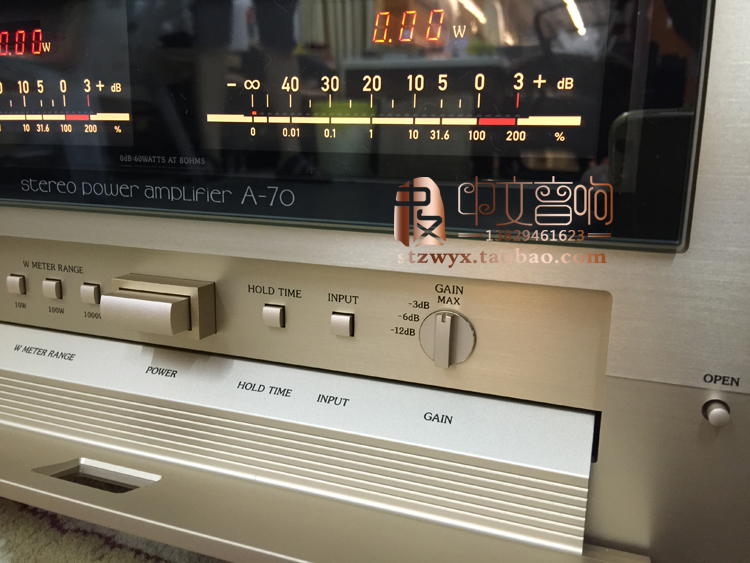 0.00W
0.00 W
10 5 0 3 + dB
10 31.6 100 200 %
- ∞ 40 30 20 10 5 0 3 + dB
0 0.01 0.1 1 10 31.6 100 200 %
0dB-60WATTS AT 8OHMS
stereo power amplifier A-70
中文音响
13829461623
stzwyx.taobao.com
W METER RANGE
10W 100W 1000W
HOLD TIME
INPUT
GAIN
MAX
-3dB
-6dB
-12dB
OPEN
W METER RANGE
POWER
HOLD TIME
INPUT
GAIN